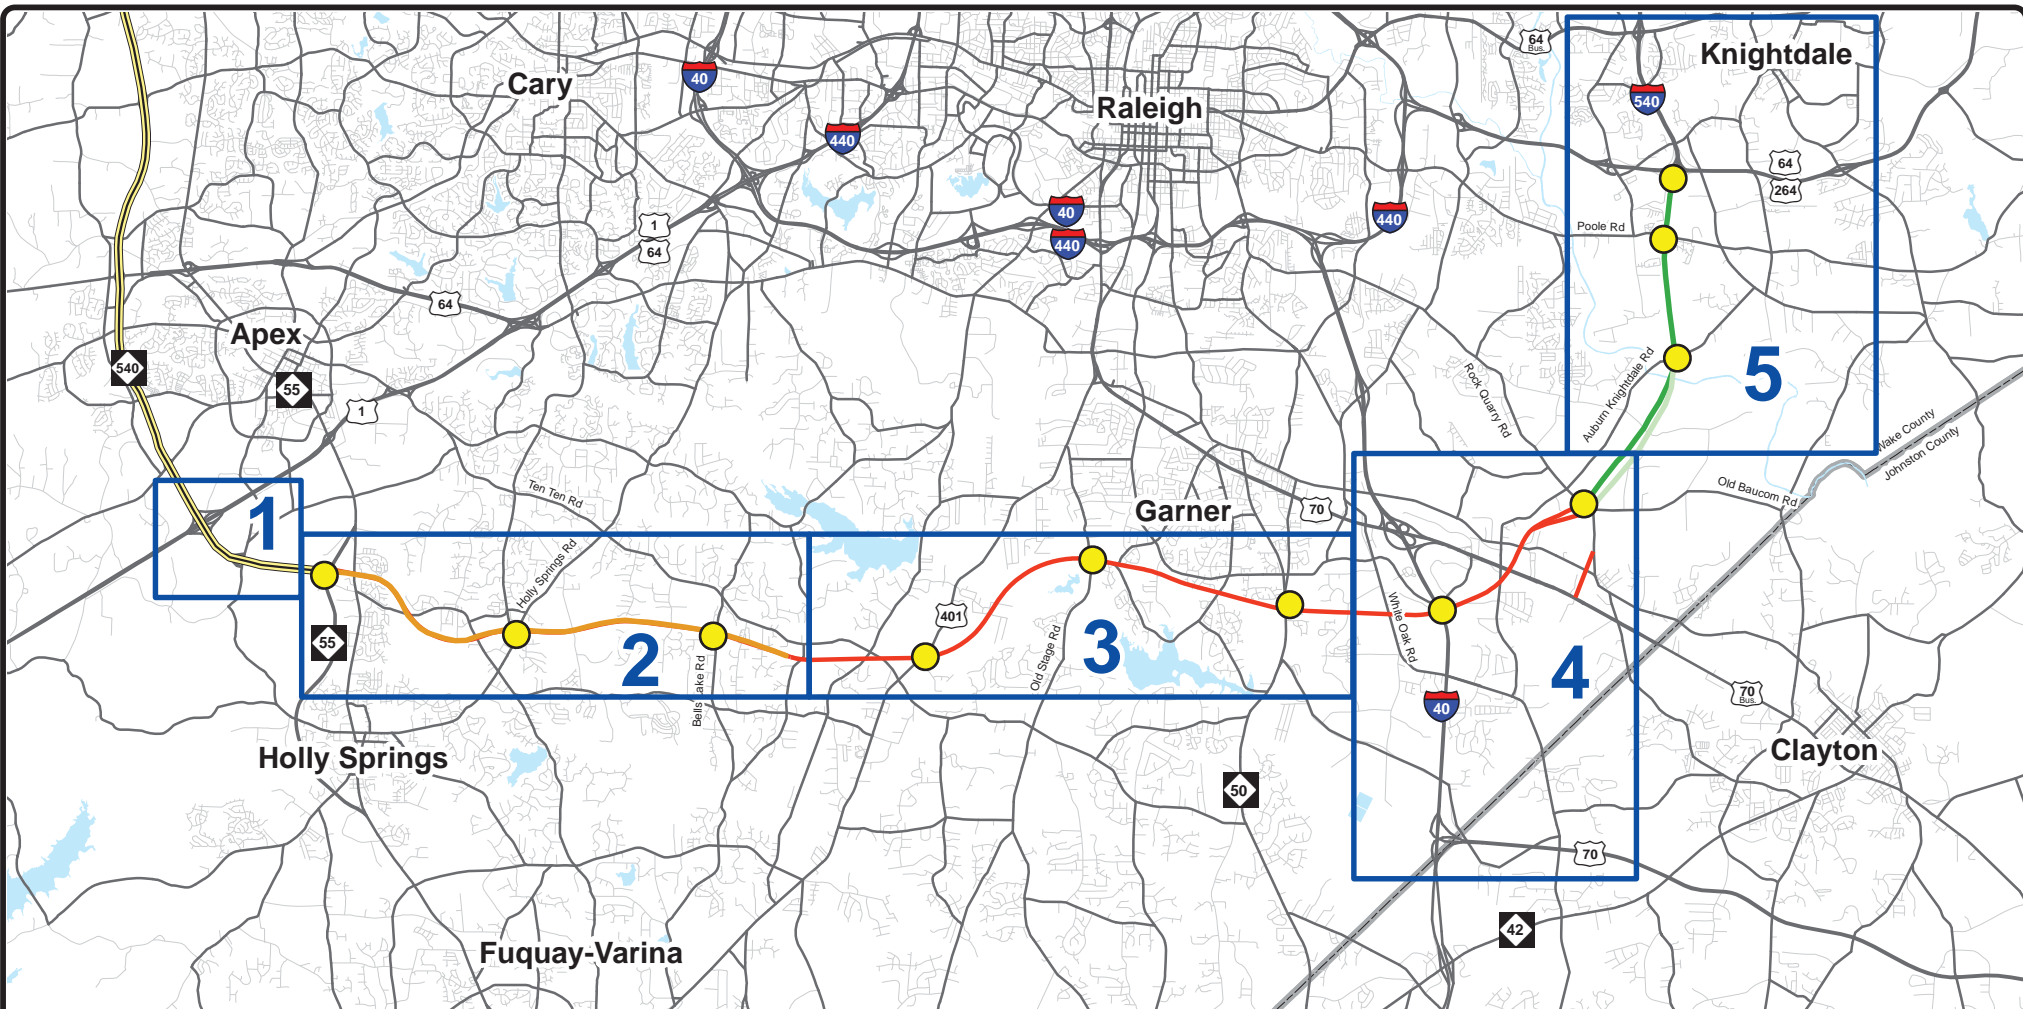 64
Bus.
Knightdale
Cary
40
540
Raleigh
440
64
264
40
440
1
64
440
Poole Rd
64
Apex
540
55
1
Rock Quarry Rd
Auburn Knightdale Rd
5
Wake County
Johnston County
Ten Ten Rd
Old Baucom Rd
1
Garner
70
Holly Springs Rd
55
2
Bells Lake Rd
401
Old Stage Rd
3
White Oak Rd
4
40
70
Bus.
Holly Springs
Clayton
50
70
42
Fuquay-Varina